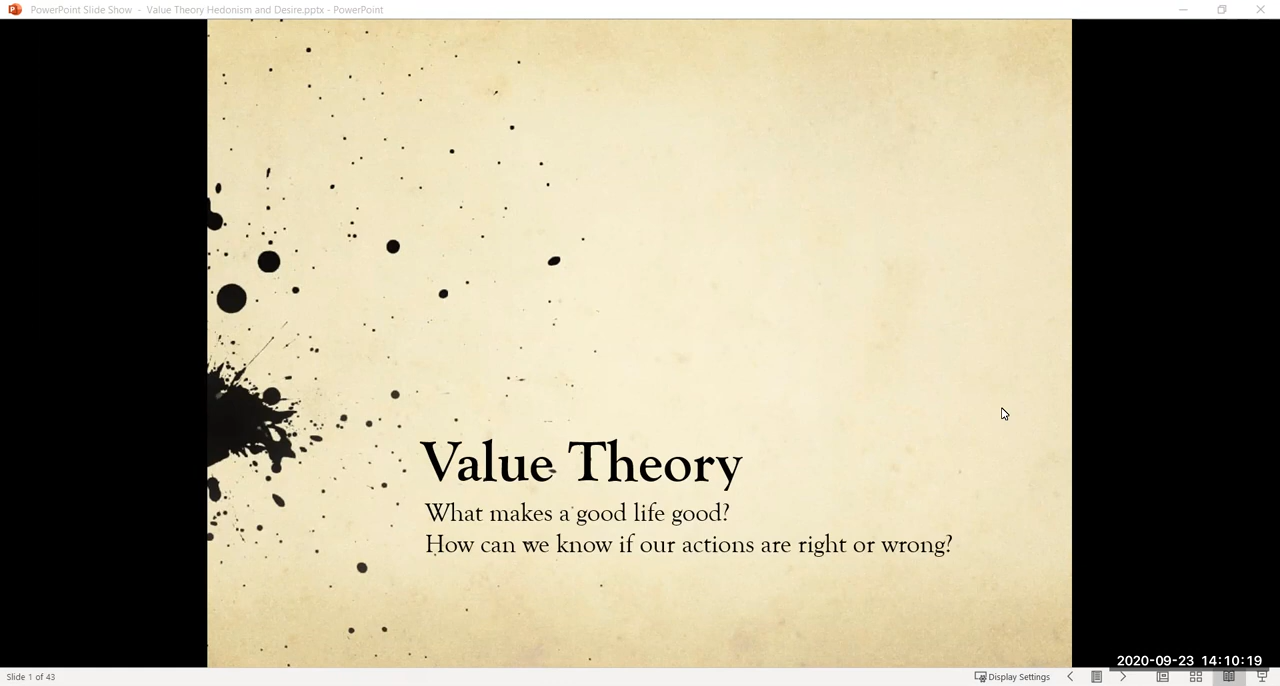 PowerPoint Slide Show - Value Theory Hedonism and Desire.pptx - PowerPoint
Value Theory
What makes a good life good?
How can we know if our actions are right or wrong?
2020-09-23 14:10:19
Slide 1 of 43
Display Settings